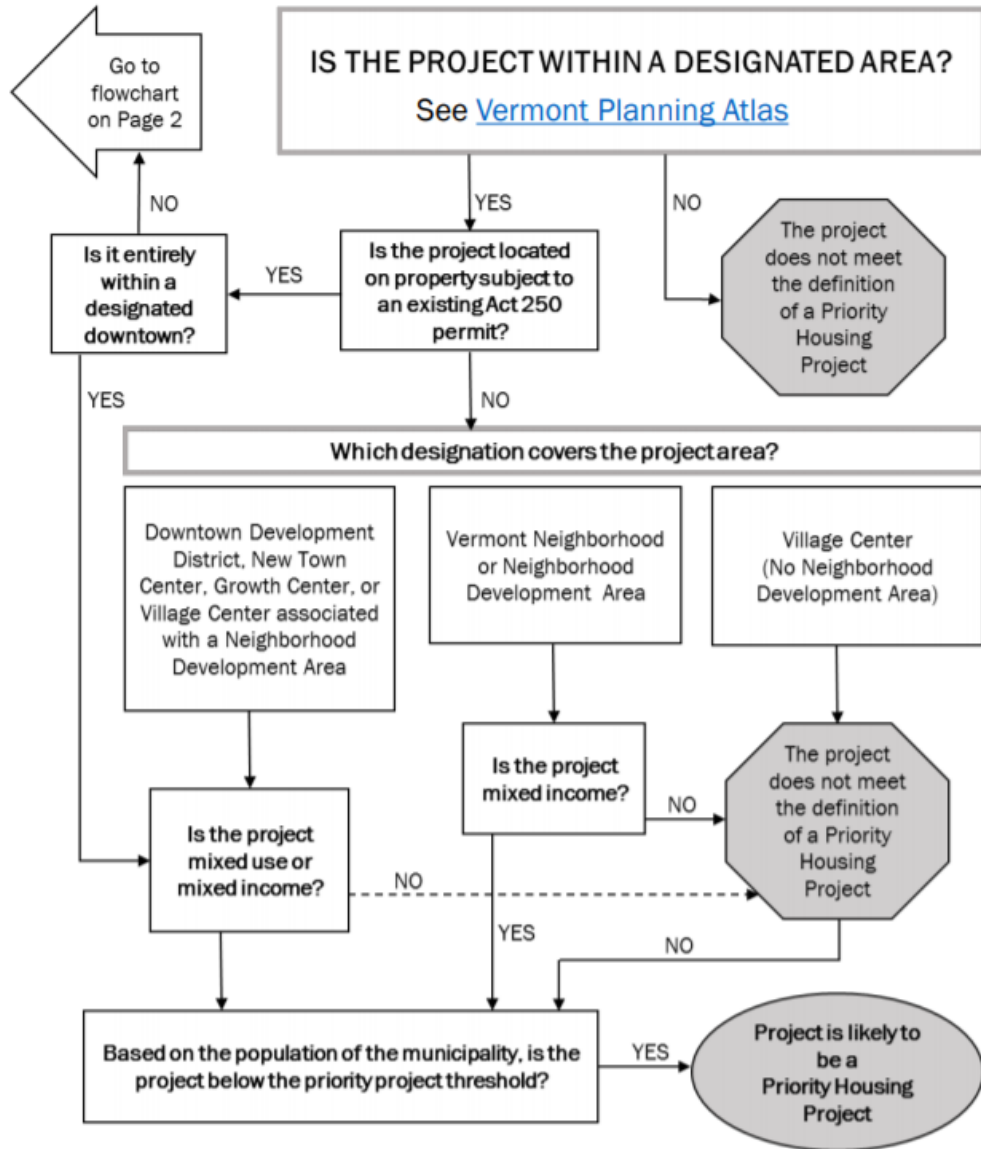 Go to
flowchart
on Page 2
IS THE PROJECT WITHIN A DESIGNATED AREA?
See Vermont Planning Atlas
NO
YES
NO
Is it entirely
within a
designated
downtown?
YES
Is the project located
on property subject to
an existing Act 250
permit?
The project
does not meet
the definition
of a Priority
Housing
Project
YES
NO
Which designation covers the project area?
Downtown Development
District, New Town
Center, Growth Center, or
Village Center associated
with a Neighborhood
Development Area
Vermont Neighborhood
or Neighborhood
Development Area
Village Center
(No Neighborhood
Development Area)
Is the project
mixed use or
mixed income?
NO
Is the project
mixed income?
NO
The project
does not meet
the definition
of a Priority
Housing
Project
YES
NO
Based on the population of the municipality, is the
project below the priority project threshold?
YES
Project is likely to
be a
Priority Housing
Project